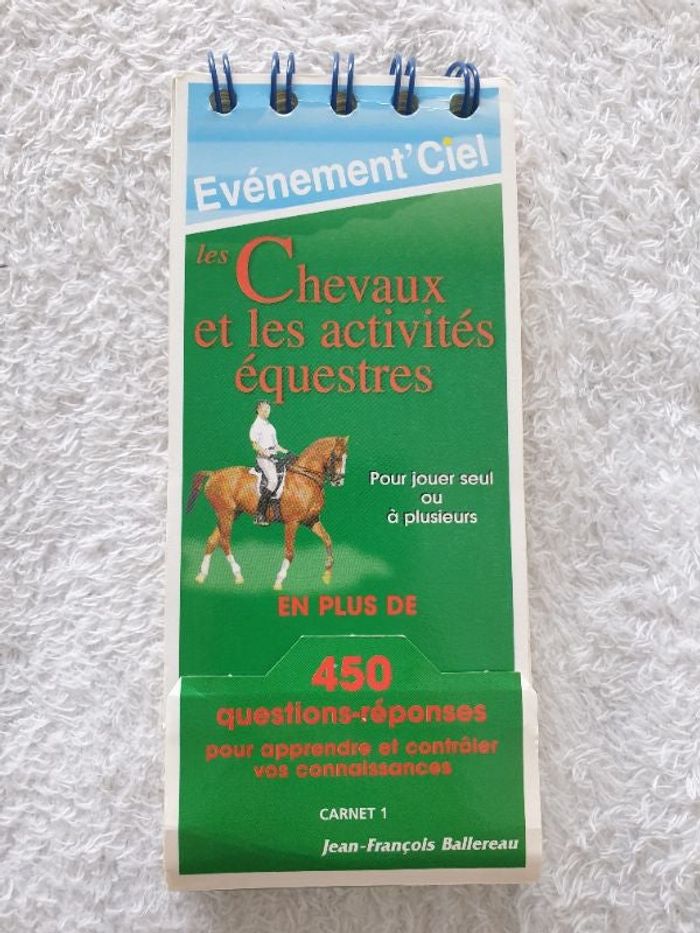 Evénement'Ciel
les Chevaux
et les activités
équestres
Pour jouer seul
ou
à plusieurs
EN PLUS DE
450
questions-réponses
pour apprendre et contrôler
vos connaissances
CARNET 1
Jean-François Ballereau